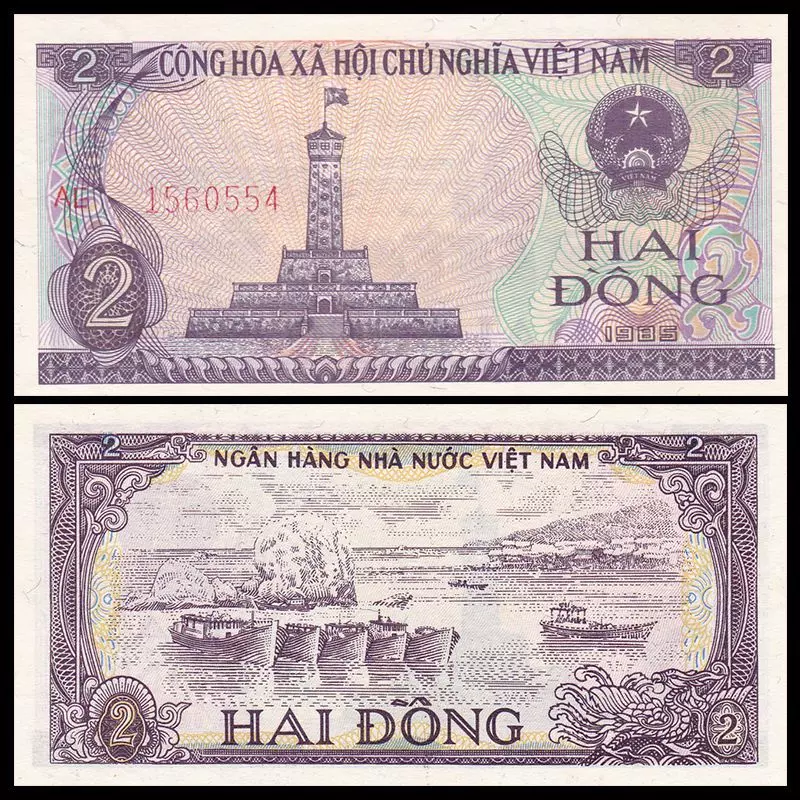 2 CỘNG HÒA XÃ HỘI CHỦ NGHĨA VIỆT NAM 2
VIỆT NAM
AE 1560554
2
HAI
ĐỒNG
1985
2 NGÂN HÀNG NHÀ NƯỚC VIỆT NAM 2
2 HAI ĐỒNG 2